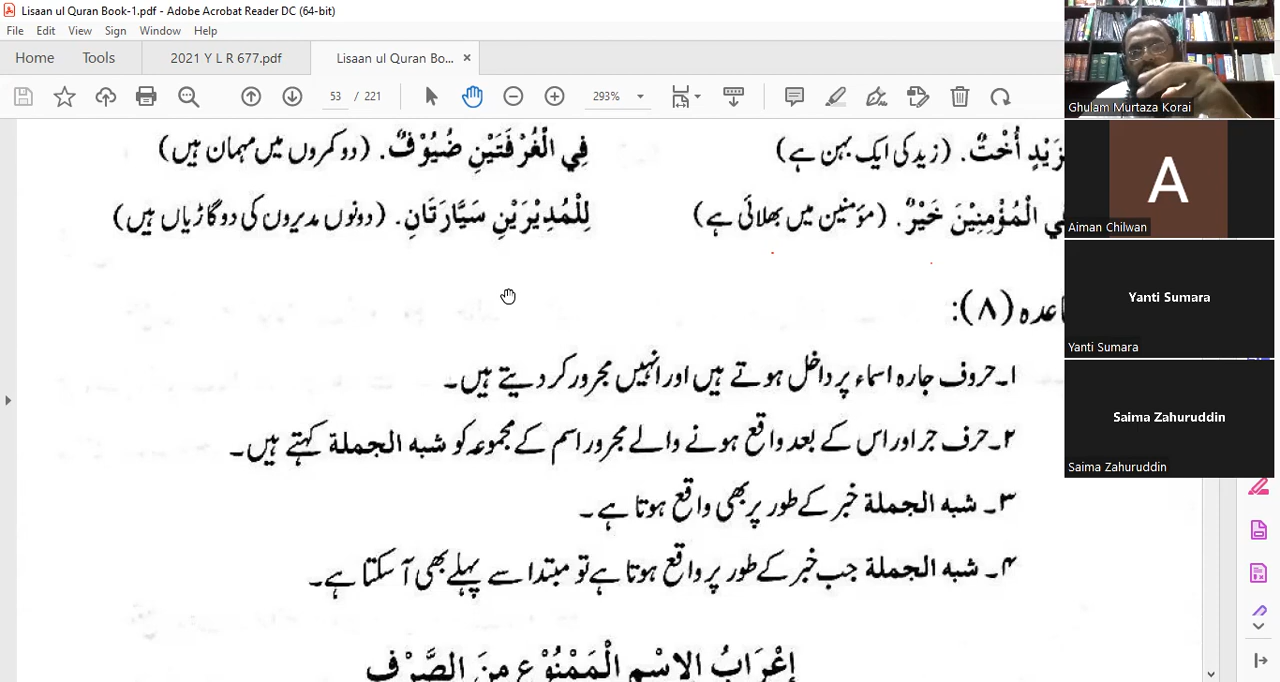 Lisaan ul Quran Book-1.pdf - Adobe Acrobat Reader DC (64-bit)
File Edit View Sign Window Help
Home Tools 2021 Y L R 677.pdf Lisaan ul Quran Bo... ×
53 / 221 293%
زَيْدٍ أُخْتٌ. (زید کی ایک بہن ہے) فِي الْغُرْفَتَيْنِ ضُيُوْفٌ. (دو کمروں میں مہمان ہیں)
الْمُؤْمِنِيْنَ خَيْرٌ. (مؤمنین میں بھلائی ہے) لِلْمُدِيْرَيْنِ سَيَّارَتَانِ. (دونوں مدیروں کی دو گاڑیاں ہیں)
(۸):
۱۔ حروف جارہ اسماء پر داخل ہوتے ہیں اور انہیں مجرور کر دیتے ہیں۔
۲۔ حرف جر اور اس کے بعد واقع ہونے والے مجرور اسم کے مجموعہ کو شبه الجملة کہتے ہیں۔
۳۔ شبه الجملة خبر کے طور پر بھی واقع ہوتا ہے۔
۴۔ شبه الجملة جب خبر کے طور پر واقع ہوتا ہے تو مبتدا سے پہلے بھی آ سکتا ہے۔
إِعْرَابُ الِاسْمِ الْمَمْنُوْعِ مِنَ الصَّرْفِ
Ghulam Murtaza Korai
A
Aiman Chilwan
Yanti Sumara
Yanti Sumara
Saima Zahuruddin
Saima Zahuruddin